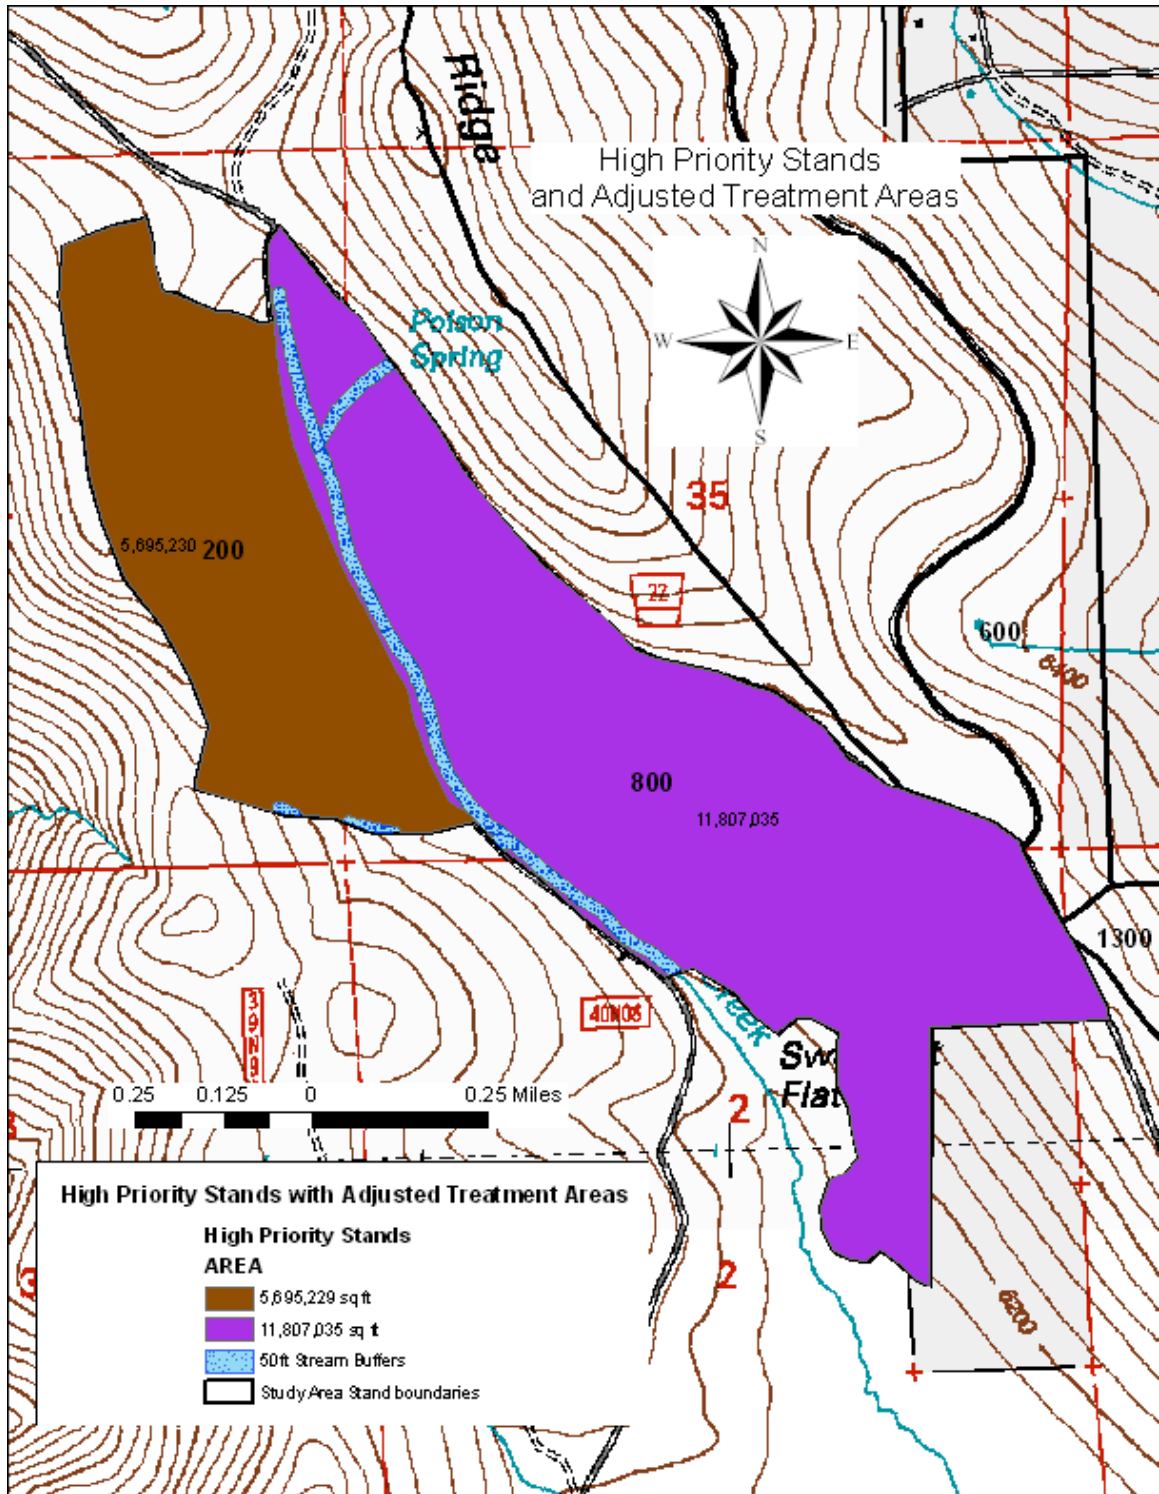 Ridge
High Priority Stands
and Adjusted Treatment Areas
N
W
E
S
Poison
Spring
35
5,695,230 200
22
600
6400
800
11,807,035
1300
40N06
Flat
2
0.25 0.125 0 0.25 Miles
2
6200
High Priority Stands with Adjusted Treatment Areas
High Priority Stands
AREA
5,695,229 sq ft
11,807,035 sq ft
50ft Stream Buffers
Study Area Stand boundaries